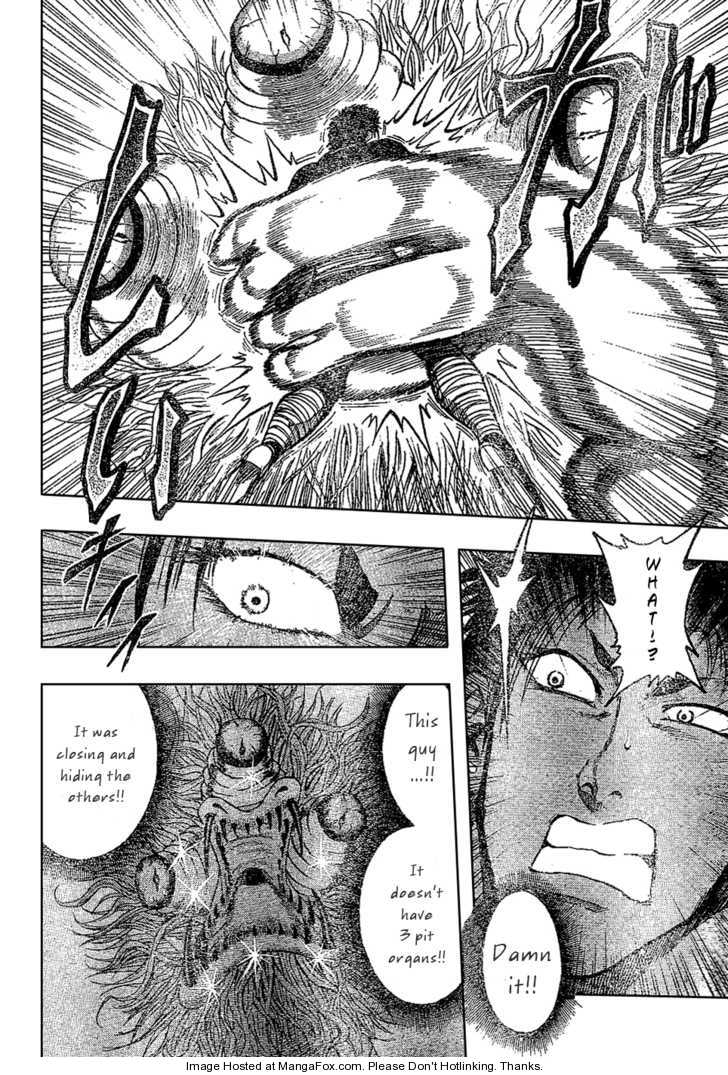 WHAT!?
Damn
it!!
This
guy
...!!
It
doesn't
have
3 pit
organs!!
It was
closing and
hiding the
others!!
Image Hosted at MangaFox.com. Please Don't Hotlinking. Thanks.